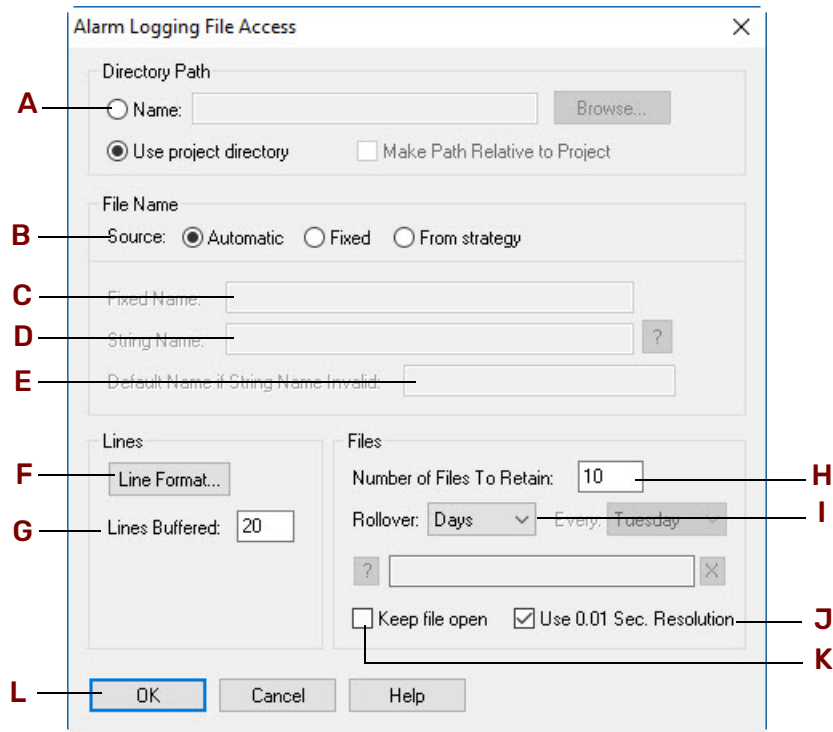 Alarm Logging File Access
Directory Path
A
Name:
Browse...
Use project directory
Make Path Relative to Project
File Name
B
Source:
Automatic
Fixed
From strategy
C
Fixed Name:
D
String Name:
?
E
Default Name if String Name Invalid:
Lines
Files
F
Line Format...
Number of Files To Retain:
10
H
G
Lines Buffered:
20
Rollover:
Days
Every:
Tuesday
I
?
X
Keep file open
Use 0.01 Sec. Resolution
J
K
L
OK
Cancel
Help